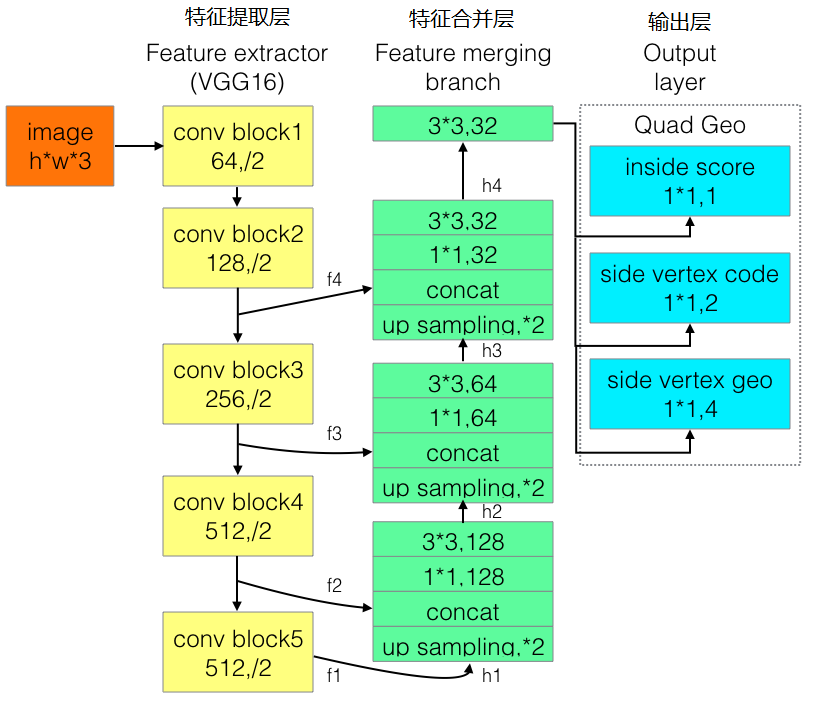 特征提取层
Feature extractor
(VGG16)
特征合并层
Feature merging
branch
输出层
Output
layer
image
h*w*3
conv block1
64,/2
conv block2
128,/2
conv block3
256,/2
conv block4
512,/2
conv block5
512,/2
f4
f3
f2
f1
3*3,32
h4
3*3,32
1*1,32
concat
up sampling,*2
h3
3*3,64
1*1,64
concat
up sampling,*2
h2
3*3,128
1*1,128
concat
up sampling,*2
h1
Quad Geo
inside score
1*1,1
side vertex code
1*1,2
side vertex geo
1*1,4